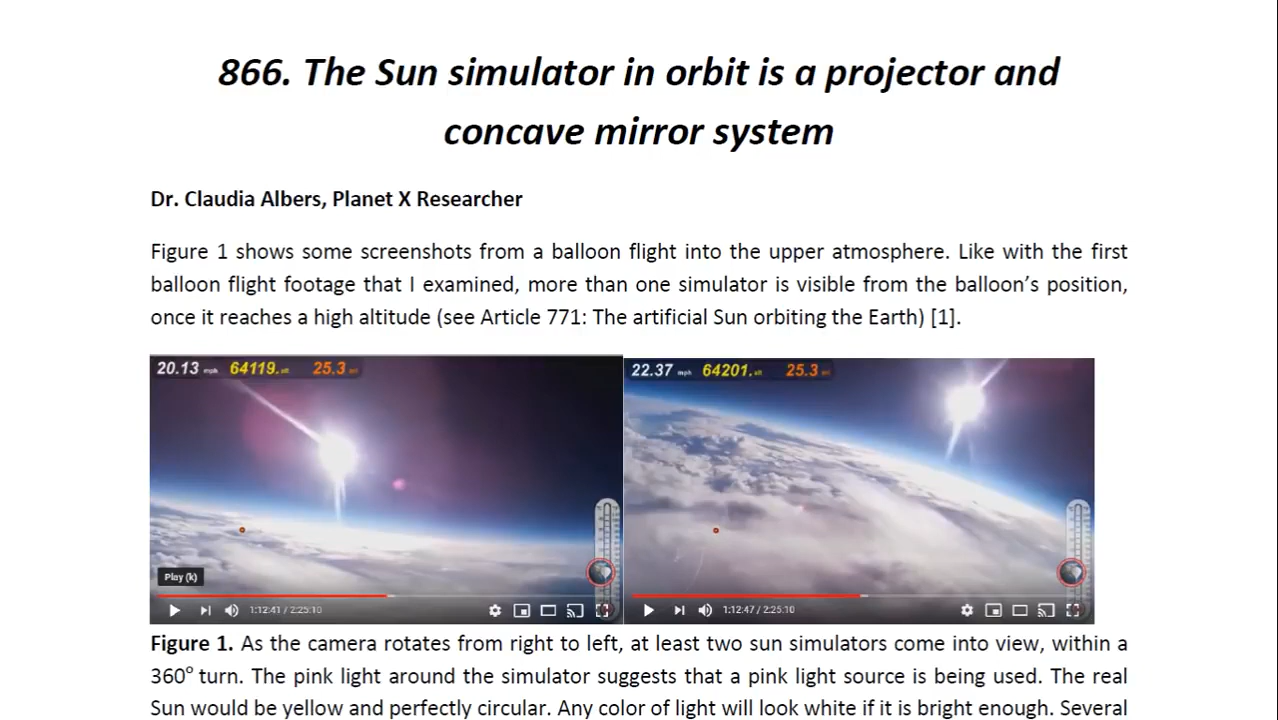 866. The Sun simulator in orbit is a projector and
concave mirror system
Dr. Claudia Albers, Planet X Researcher
Figure 1 shows some screenshots from a balloon flight into the upper atmosphere. Like with the first
balloon flight footage that I examined, more than one simulator is visible from the balloon's position,
once it reaches a high altitude (see Article 771: The artificial Sun orbiting the Earth) [1].
20.13 mph 64119. alt 25.3 mi
22.37 mph 64201. alt 25.3 mi
Play (k)
1:12:41 / 2:25:10
1:12:47 / 2:25:10
Figure 1. As the camera rotates from right to left, at least two sun simulators come into view, within a
360° turn. The pink light around the simulator suggests that a pink light source is being used. The real
Sun would be yellow and perfectly circular. Any color of light will look white if it is bright enough. Several